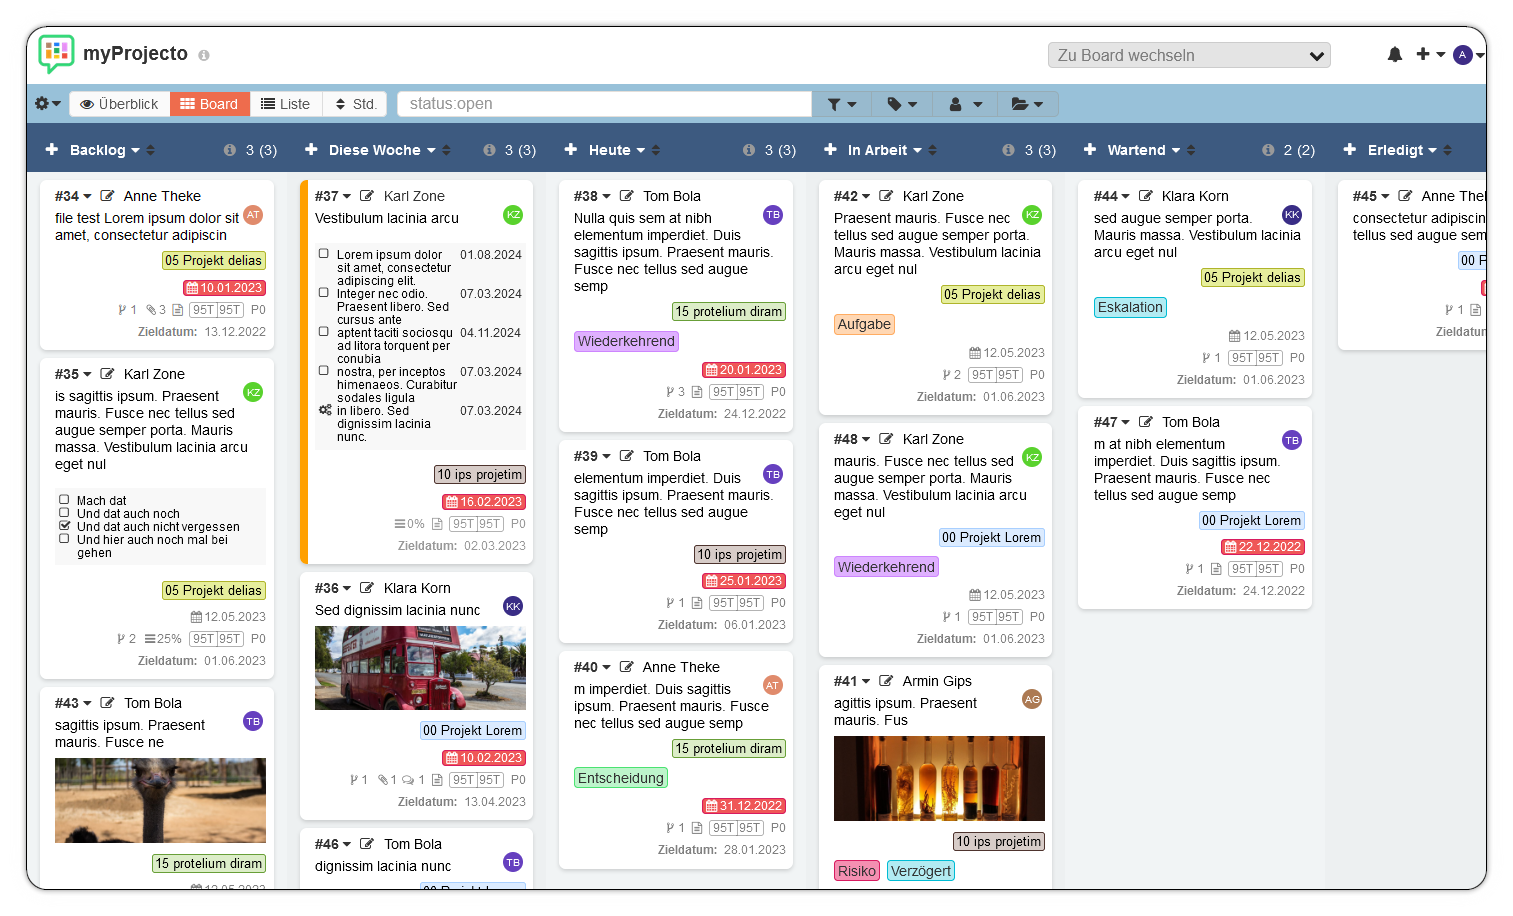 myProjecto
Zu Board wechseln
A
Überblick Board Liste Std. status:open
Backlog 3 (3) Diese Woche 3 (3) Heute 3 (3) In Arbeit 3 (3) Wartend 2 (2) Erledigt
#34 Anne Theke
AT
file test Lorem ipsum dolor sit
amet, consectetur adipiscin
05 Projekt delias
10.01.2023
1 3 95T 95T P0
Zieldatum: 13.12.2022
#35 Karl Zone
KZ
is sagittis ipsum. Praesent
mauris. Fusce nec tellus sed
augue semper porta. Mauris
massa. Vestibulum lacinia arcu
eget nul
Mach dat
Und dat auch noch
Und dat auch nicht vergessen
Und hier auch noch mal bei
gehen
05 Projekt delias
12.05.2023
2 25% 95T 95T P0
Zieldatum: 01.06.2023
#43 Tom Bola
TB
sagittis ipsum. Praesent
mauris. Fusce ne
15 protelium diram
12.05.2023
#37 Karl Zone
KZ
Vestibulum lacinia arcu
Lorem ipsum dolor 01.08.2024
sit amet, consectetur
adipiscing elit.
Integer nec odio. 07.03.2024
Praesent libero. Sed
cursus ante
aptent taciti sociosqu 04.11.2024
ad litora torquent per
conubia
nostra, per inceptos 07.03.2024
himenaeos. Curabitur
sodales ligula
in libero. Sed 07.03.2024
dignissim lacinia
nunc.
10 ips projetim
16.02.2023
0% 95T 95T P0
Zieldatum: 02.03.2023
#36 Klara Korn
KK
Sed dignissim lacinia nunc
00 Projekt Lorem
10.02.2023
1 1 1 95T 95T P0
Zieldatum: 13.04.2023
#46 Tom Bola
TB
dignissim lacinia nunc
00 Projekt Lorem
#38 Tom Bola
TB
Nulla quis sem at nibh
elementum imperdiet. Duis
sagittis ipsum. Praesent mauris.
Fusce nec tellus sed augue
semp
15 protelium diram
Wiederkehrend
20.01.2023
3 95T 95T P0
Zieldatum: 24.12.2022
#39 Tom Bola
TB
elementum imperdiet. Duis
sagittis ipsum. Praesent mauris.
Fusce nec tellus sed augue
semp
10 ips projetim
25.01.2023
1 95T 95T P0
Zieldatum: 06.01.2023
#40 Anne Theke
AT
m imperdiet. Duis sagittis
ipsum. Praesent mauris. Fusce
nec tellus sed augue semp
15 protelium diram
Entscheidung
31.12.2022
1 95T 95T P0
Zieldatum: 28.01.2023
#42 Karl Zone
KZ
Praesent mauris. Fusce nec
tellus sed augue semper porta.
Mauris massa. Vestibulum lacinia
arcu eget nul
05 Projekt delias
Aufgabe
12.05.2023
2 95T 95T P0
Zieldatum: 01.06.2023
#48 Karl Zone
KZ
mauris. Fusce nec tellus sed
augue semper porta. Mauris
massa. Vestibulum lacinia arcu
eget nul
00 Projekt Lorem
Wiederkehrend
12.05.2023
1 95T 95T P0
Zieldatum: 01.06.2023
#41 Armin Gips
AG
agittis ipsum. Praesent
mauris. Fus
10 ips projetim
Risiko Verzögert
#44 Klara Korn
KK
sed augue semper porta.
Mauris massa. Vestibulum lacinia
arcu eget nul
05 Projekt delias
Eskalation
12.05.2023
1 95T 95T P0
Zieldatum: 01.06.2023
#47 Tom Bola
TB
m at nibh elementum
imperdiet. Duis sagittis ipsum.
Praesent mauris. Fusce nec
tellus sed augue semp
00 Projekt Lorem
22.12.2022
1 95T 95T P0
Zieldatum: 24.12.2022
#45 Anne Thel
consectetur adipiscin
tellus sed augue sem
00 P
1
Zieldatu